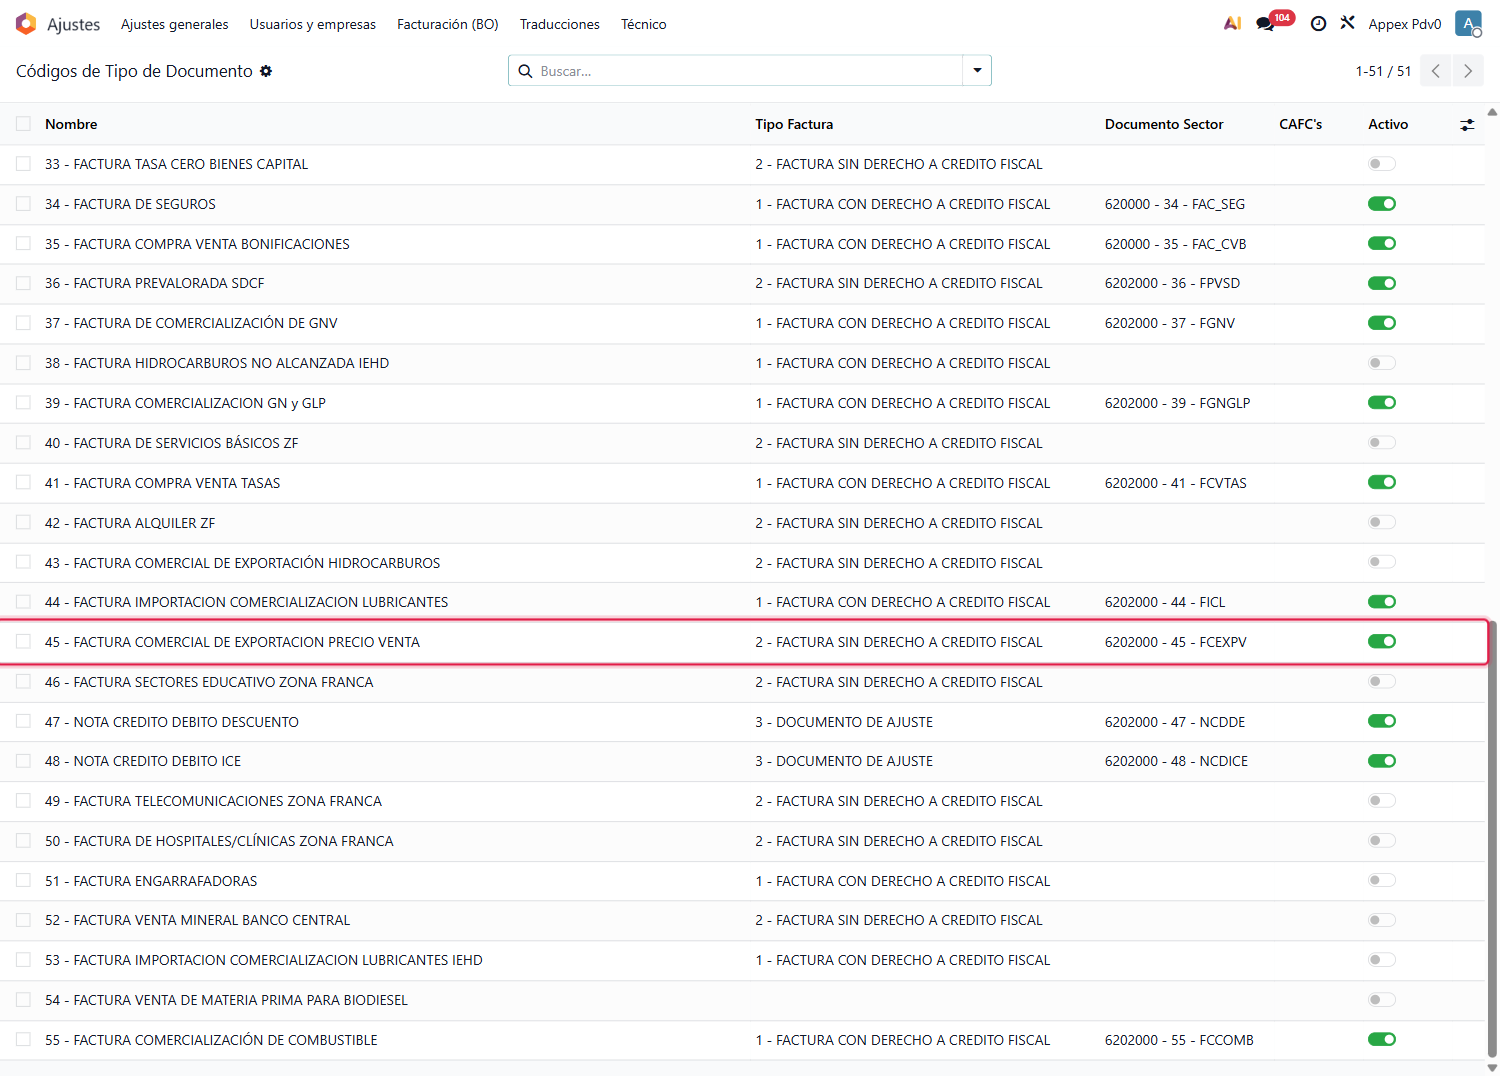 Ajustes Ajustes generales Usuarios y empresas Facturación (BO) Traducciones Técnico AI 104 Appex Pdv0 A
Códigos de Tipo de Documento Buscar... 1-51 / 51
Nombre Tipo Factura Documento Sector CAFC's Activo
33 - FACTURA TASA CERO BIENES CAPITAL 2 - FACTURA SIN DERECHO A CREDITO FISCAL
34 - FACTURA DE SEGUROS 1 - FACTURA CON DERECHO A CREDITO FISCAL 620000 - 34 - FAC_SEG
35 - FACTURA COMPRA VENTA BONIFICACIONES 1 - FACTURA CON DERECHO A CREDITO FISCAL 620000 - 35 - FAC_CVB
36 - FACTURA PREVALORADA SDCF 2 - FACTURA SIN DERECHO A CREDITO FISCAL 6202000 - 36 - FPVSD
37 - FACTURA DE COMERCIALIZACIÓN DE GNV 1 - FACTURA CON DERECHO A CREDITO FISCAL 6202000 - 37 - FGNV
38 - FACTURA HIDROCARBUROS NO ALCANZADA IEHD 1 - FACTURA CON DERECHO A CREDITO FISCAL
39 - FACTURA COMERCIALIZACION GN y GLP 1 - FACTURA CON DERECHO A CREDITO FISCAL 6202000 - 39 - FGNGLP
40 - FACTURA DE SERVICIOS BÁSICOS ZF 2 - FACTURA SIN DERECHO A CREDITO FISCAL
41 - FACTURA COMPRA VENTA TASAS 1 - FACTURA CON DERECHO A CREDITO FISCAL 6202000 - 41 - FCVTAS
42 - FACTURA ALQUILER ZF 2 - FACTURA SIN DERECHO A CREDITO FISCAL
43 - FACTURA COMERCIAL DE EXPORTACIÓN HIDROCARBUROS 2 - FACTURA SIN DERECHO A CREDITO FISCAL
44 - FACTURA IMPORTACION COMERCIALIZACION LUBRICANTES 1 - FACTURA CON DERECHO A CREDITO FISCAL 6202000 - 44 - FICL
45 - FACTURA COMERCIAL DE EXPORTACION PRECIO VENTA 2 - FACTURA SIN DERECHO A CREDITO FISCAL 6202000 - 45 - FCEXPV
46 - FACTURA SECTORES EDUCATIVO ZONA FRANCA 2 - FACTURA SIN DERECHO A CREDITO FISCAL
47 - NOTA CREDITO DEBITO DESCUENTO 3 - DOCUMENTO DE AJUSTE 6202000 - 47 - NCDDE
48 - NOTA CREDITO DEBITO ICE 3 - DOCUMENTO DE AJUSTE 6202000 - 48 - NCDICE
49 - FACTURA TELECOMUNICACIONES ZONA FRANCA 2 - FACTURA SIN DERECHO A CREDITO FISCAL
50 - FACTURA DE HOSPITALES/CLÍNICAS ZONA FRANCA 2 - FACTURA SIN DERECHO A CREDITO FISCAL
51 - FACTURA ENGARRAFADORAS 1 - FACTURA CON DERECHO A CREDITO FISCAL
52 - FACTURA VENTA MINERAL BANCO CENTRAL 2 - FACTURA SIN DERECHO A CREDITO FISCAL
53 - FACTURA IMPORTACION COMERCIALIZACION LUBRICANTES IEHD 1 - FACTURA CON DERECHO A CREDITO FISCAL
54 - FACTURA VENTA DE MATERIA PRIMA PARA BIODIESEL
55 - FACTURA COMERCIALIZACIÓN DE COMBUSTIBLE 1 - FACTURA CON DERECHO A CREDITO FISCAL 6202000 - 55 - FCCOMB